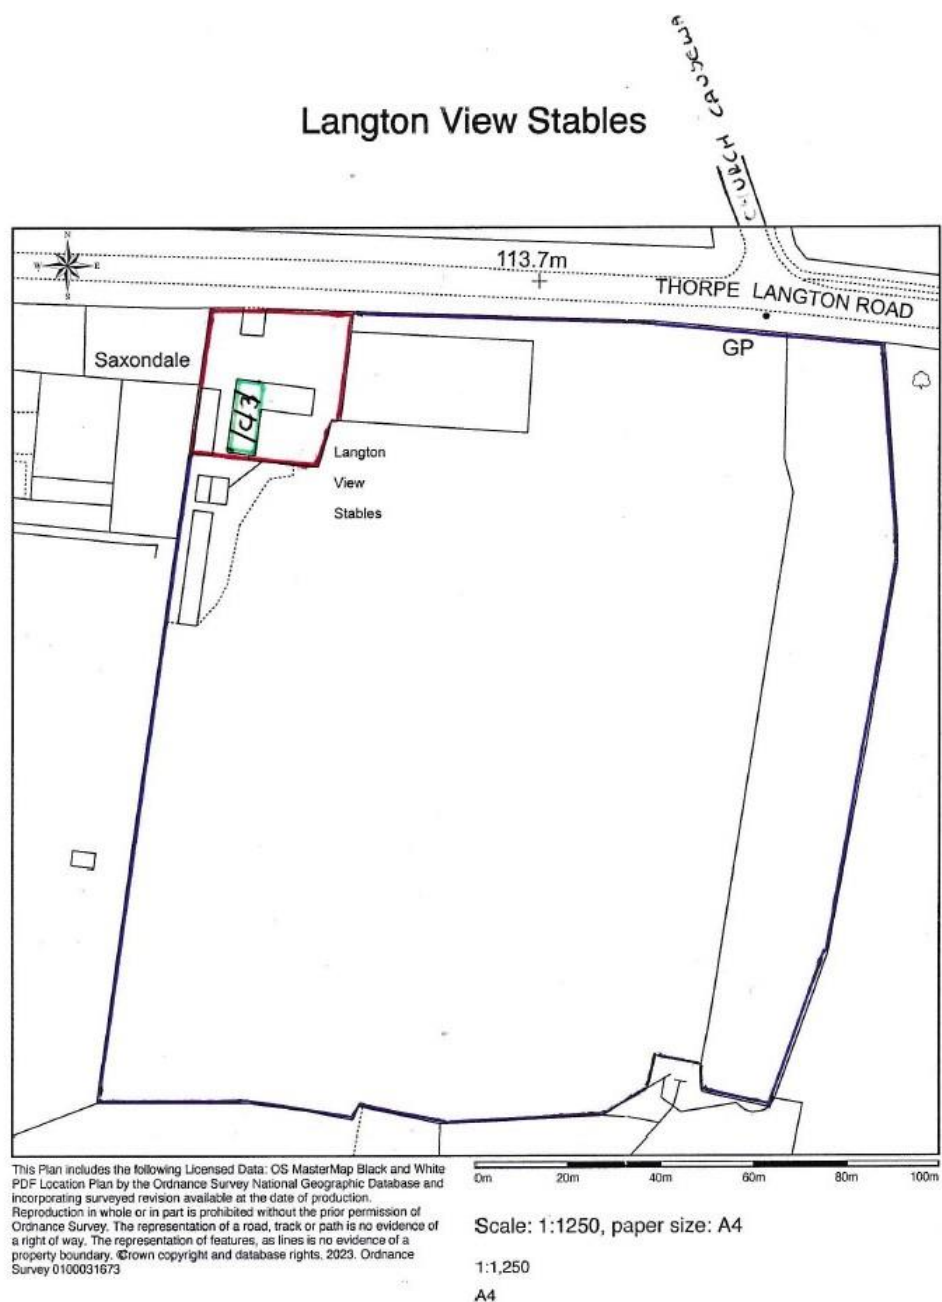 CHURCH CAUSEWA
Langton View Stables
N
W E
S
113.7m
THORPE LANGTON ROAD
GP
Saxondale
143
Langton
View
Stables
This Plan includes the following Licensed Data: OS MasterMap Black and White
PDF Location Plan by the Ordnance Survey National Geographic Database and
incorporating surveyed revision available at the date of production.
Reproduction in whole or in part is prohibited without the prior permission of
Ordnance Survey. The representation of a road, track or path is no evidence of
a right of way. The representation of features, as lines is no evidence of a
property boundary. ©rown copyright and database rights, 2023. Ordnance
Survey 0100031673
0m 20m 40m 60m 80m 100m
Scale: 1:1250, paper size: A4
1:1,250
A4